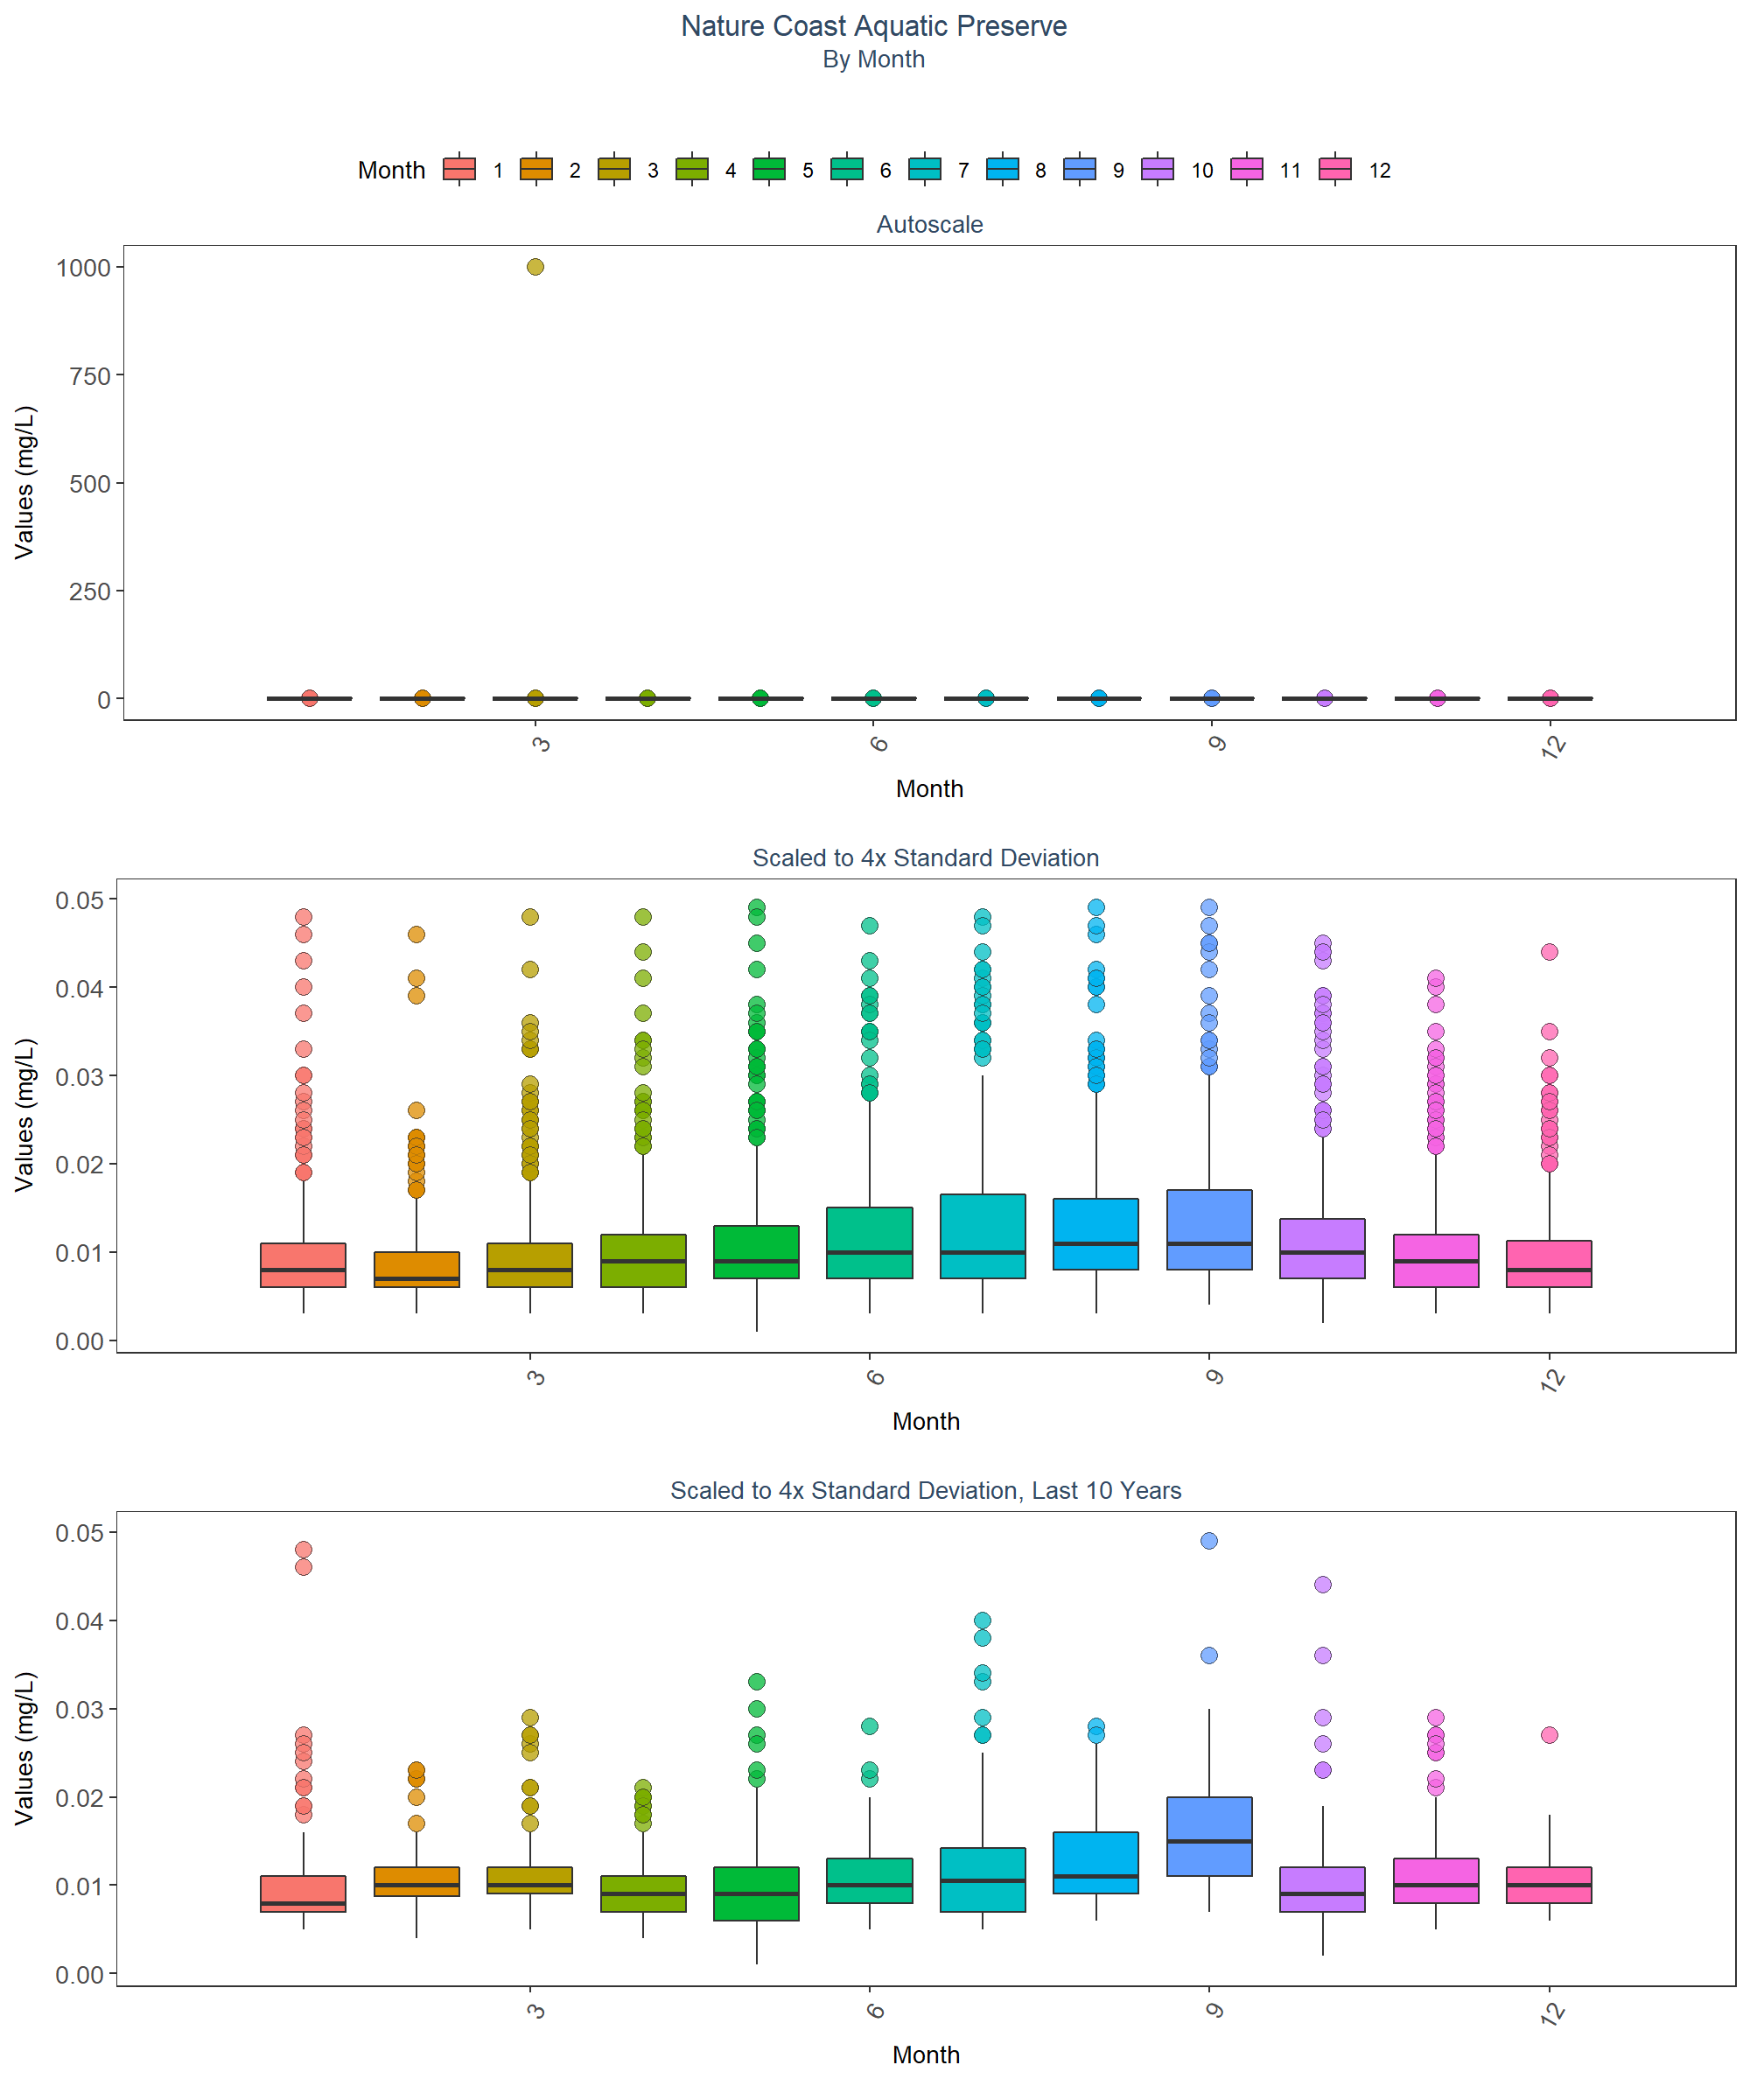 Nature Coast Aquatic Preserve
By Month
Month 1 2 3 4 5 6 7 8 9 10 11 12
Autoscale
Values (mg/L)
1000
750
500
250
0
3 6 9 12
Month
Scaled to 4x Standard Deviation
Values (mg/L)
0.05
0.04
0.03
0.02
0.01
0.00
3 6 9 12
Month
Scaled to 4x Standard Deviation, Last 10 Years
Values (mg/L)
0.05
0.04
0.03
0.02
0.01
0.00
3 6 9 12
Month